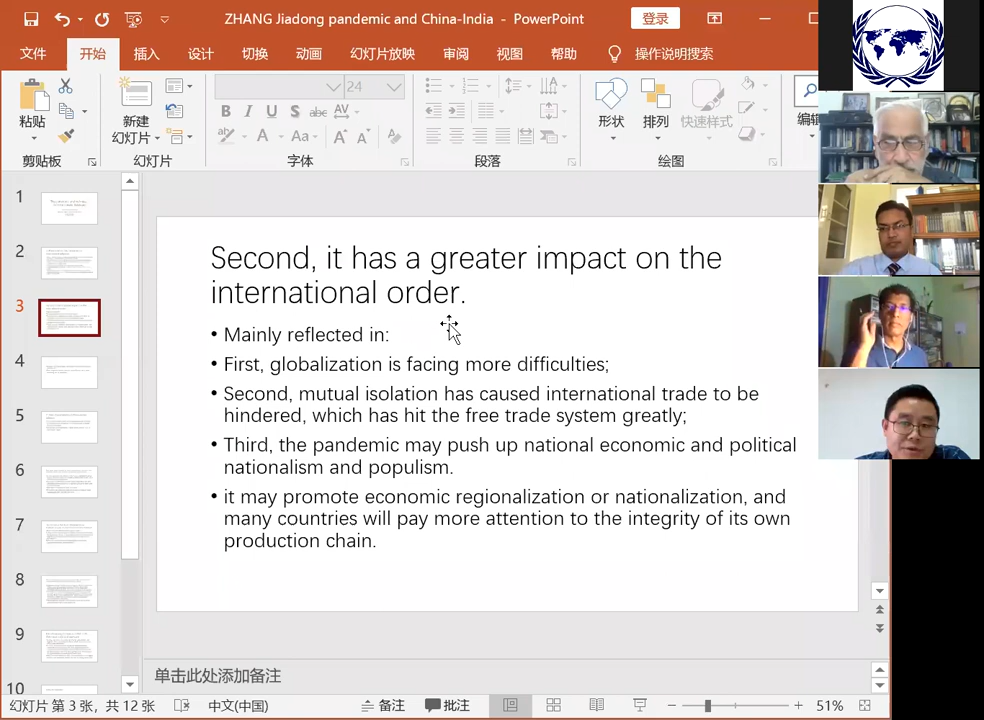 ZHANG Jiadong pandemic and China-India - PowerPoint
登录
文件 开始 插入 设计 切换 动画 幻灯片放映 审阅 视图 帮助 操作说明搜索
24
粘贴
新建
幻灯片
B I U S abc AV
A Aa A A
形状 排列 快速样式
编辑
剪贴板 幻灯片 字体 段落 绘图
1
2
3
4
5
6
7
8
9
10
Second, it has a greater impact on the
international order.
• Mainly reflected in:
• First, globalization is facing more difficulties;
• Second, mutual isolation has caused international trade to be
hindered, which has hit the free trade system greatly;
• Third, the pandemic may push up national economic and political
nationalism and populism.
• it may promote economic regionalization or nationalization, and
many countries will pay more attention to the integrity of its own
production chain.
单击此处添加备注
幻灯片 第 3 张，共 12 张 中文(中国) 备注 批注 51%